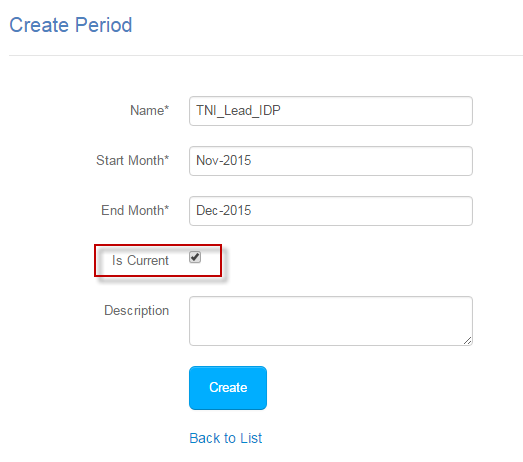 Create Period
Name* TNI_Lead_IDP
Start Month* Nov-2015
End Month* Dec-2015
Is Current
Description
Create
Back to List